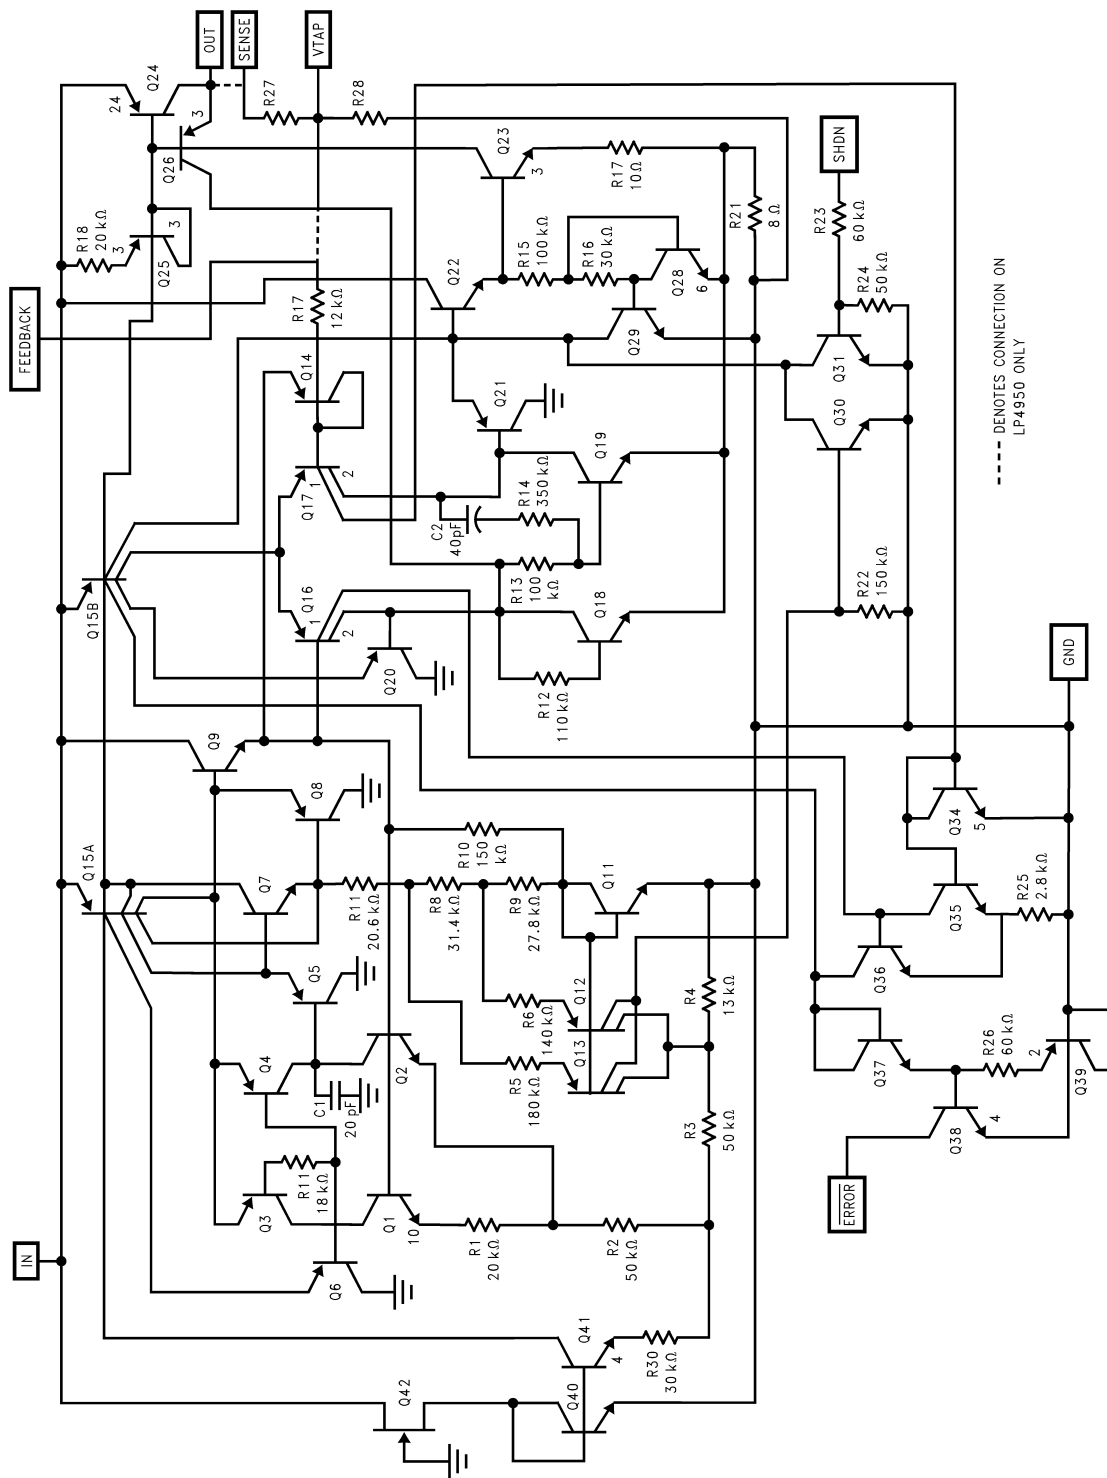 IN
FEEDBACK
Q15A
Q15B
24
Q24
OUT
SENSE
VTAP
R18
20 kΩ
3
Q25
3
Q26
3
R27
R28
Q9
Q8
Q7
Q5
Q4
Q3
R11
18 kΩ
Q6
C1
20 pF
Q2
Q1
10
Q16
1
2
Q17
1
2
Q14
R17
12 kΩ
Q20
Q21
Q22
Q23
3
R17
10 Ω
C2
40 pF
R14
350 kΩ
R13
100
kΩ
Q19
Q18
R12
110 kΩ
R15
100 kΩ
R16
30 kΩ
Q28
6
Q29
R21
8 Ω
R11
20.6 kΩ
R8
31.4 kΩ
R9
27.8 kΩ
R10
150
kΩ
Q11
Q12
R6
140 kΩ
Q13
R5
180 kΩ
R4
13 kΩ
R3
50 kΩ
R1
20 kΩ
R2
50 kΩ
Q42
Q40
Q41
4
R30
30 kΩ
SHDN
R23
60 kΩ
R24
50 kΩ
Q31
Q30
R22
150 kΩ
GND
Q34
5
Q35
R25
2.8 kΩ
Q36
Q37
R26
60 kΩ
2
Q39
Q38
4
ERROR
DENOTES CONNECTION ON
LP4950 ONLY